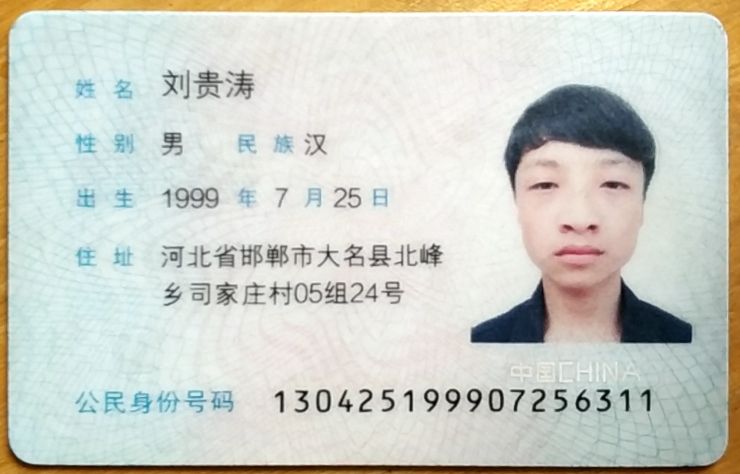 姓名 刘贵涛
性别 男 民族 汉
出生 1999 年 7 月 25 日
住址 河北省邯郸市大名县北峰
乡司家庄村05组24号
中国CHINA
公民身份号码 130425199907256311